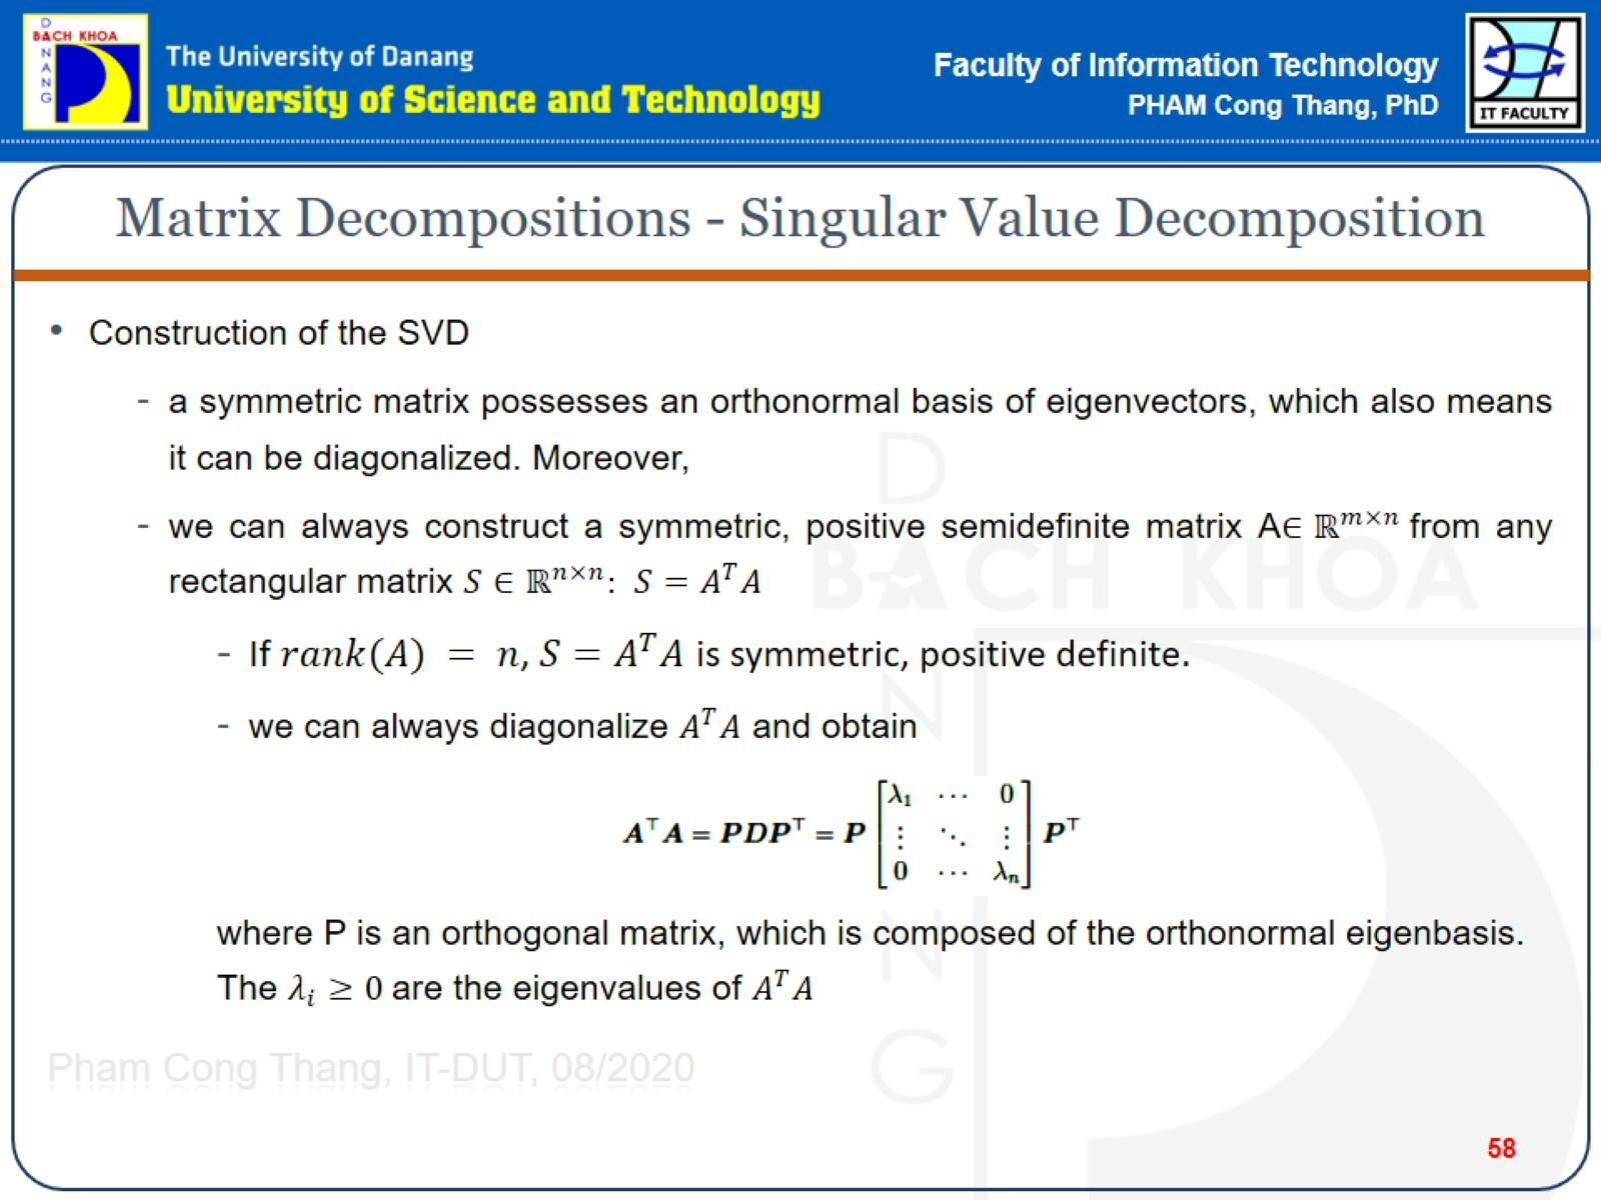 D
BACH KHOA
N
A
N
G
The University of Danang
University of Science and Technology
Faculty of Information Technology
PHAM Cong Thang, PhD
IT FACULTY
Matrix Decompositions - Singular Value Decomposition
• Construction of the SVD
- a symmetric matrix possesses an orthonormal basis of eigenvectors, which also means
it can be diagonalized. Moreover,
- we can always construct a symmetric, positive semidefinite matrix A∈ ℝ^{m×n} from any
rectangular matrix S ∈ ℝ^{n×n}: S = A^T A
- If rank(A) = n, S = A^T A is symmetric, positive definite.
- we can always diagonalize A^T A and obtain
A^⊤ A = PDP^⊤ = P [λ₁ ⋯ 0
⋮ ⋱ ⋮
0 ⋯ λₙ] P^⊤
where P is an orthogonal matrix, which is composed of the orthonormal eigenbasis.
The λᵢ ≥ 0 are the eigenvalues of A^T A
D
BACH KHOA
N
N
G
Pham Cong Thang, IT-DUT, 08/2020
58